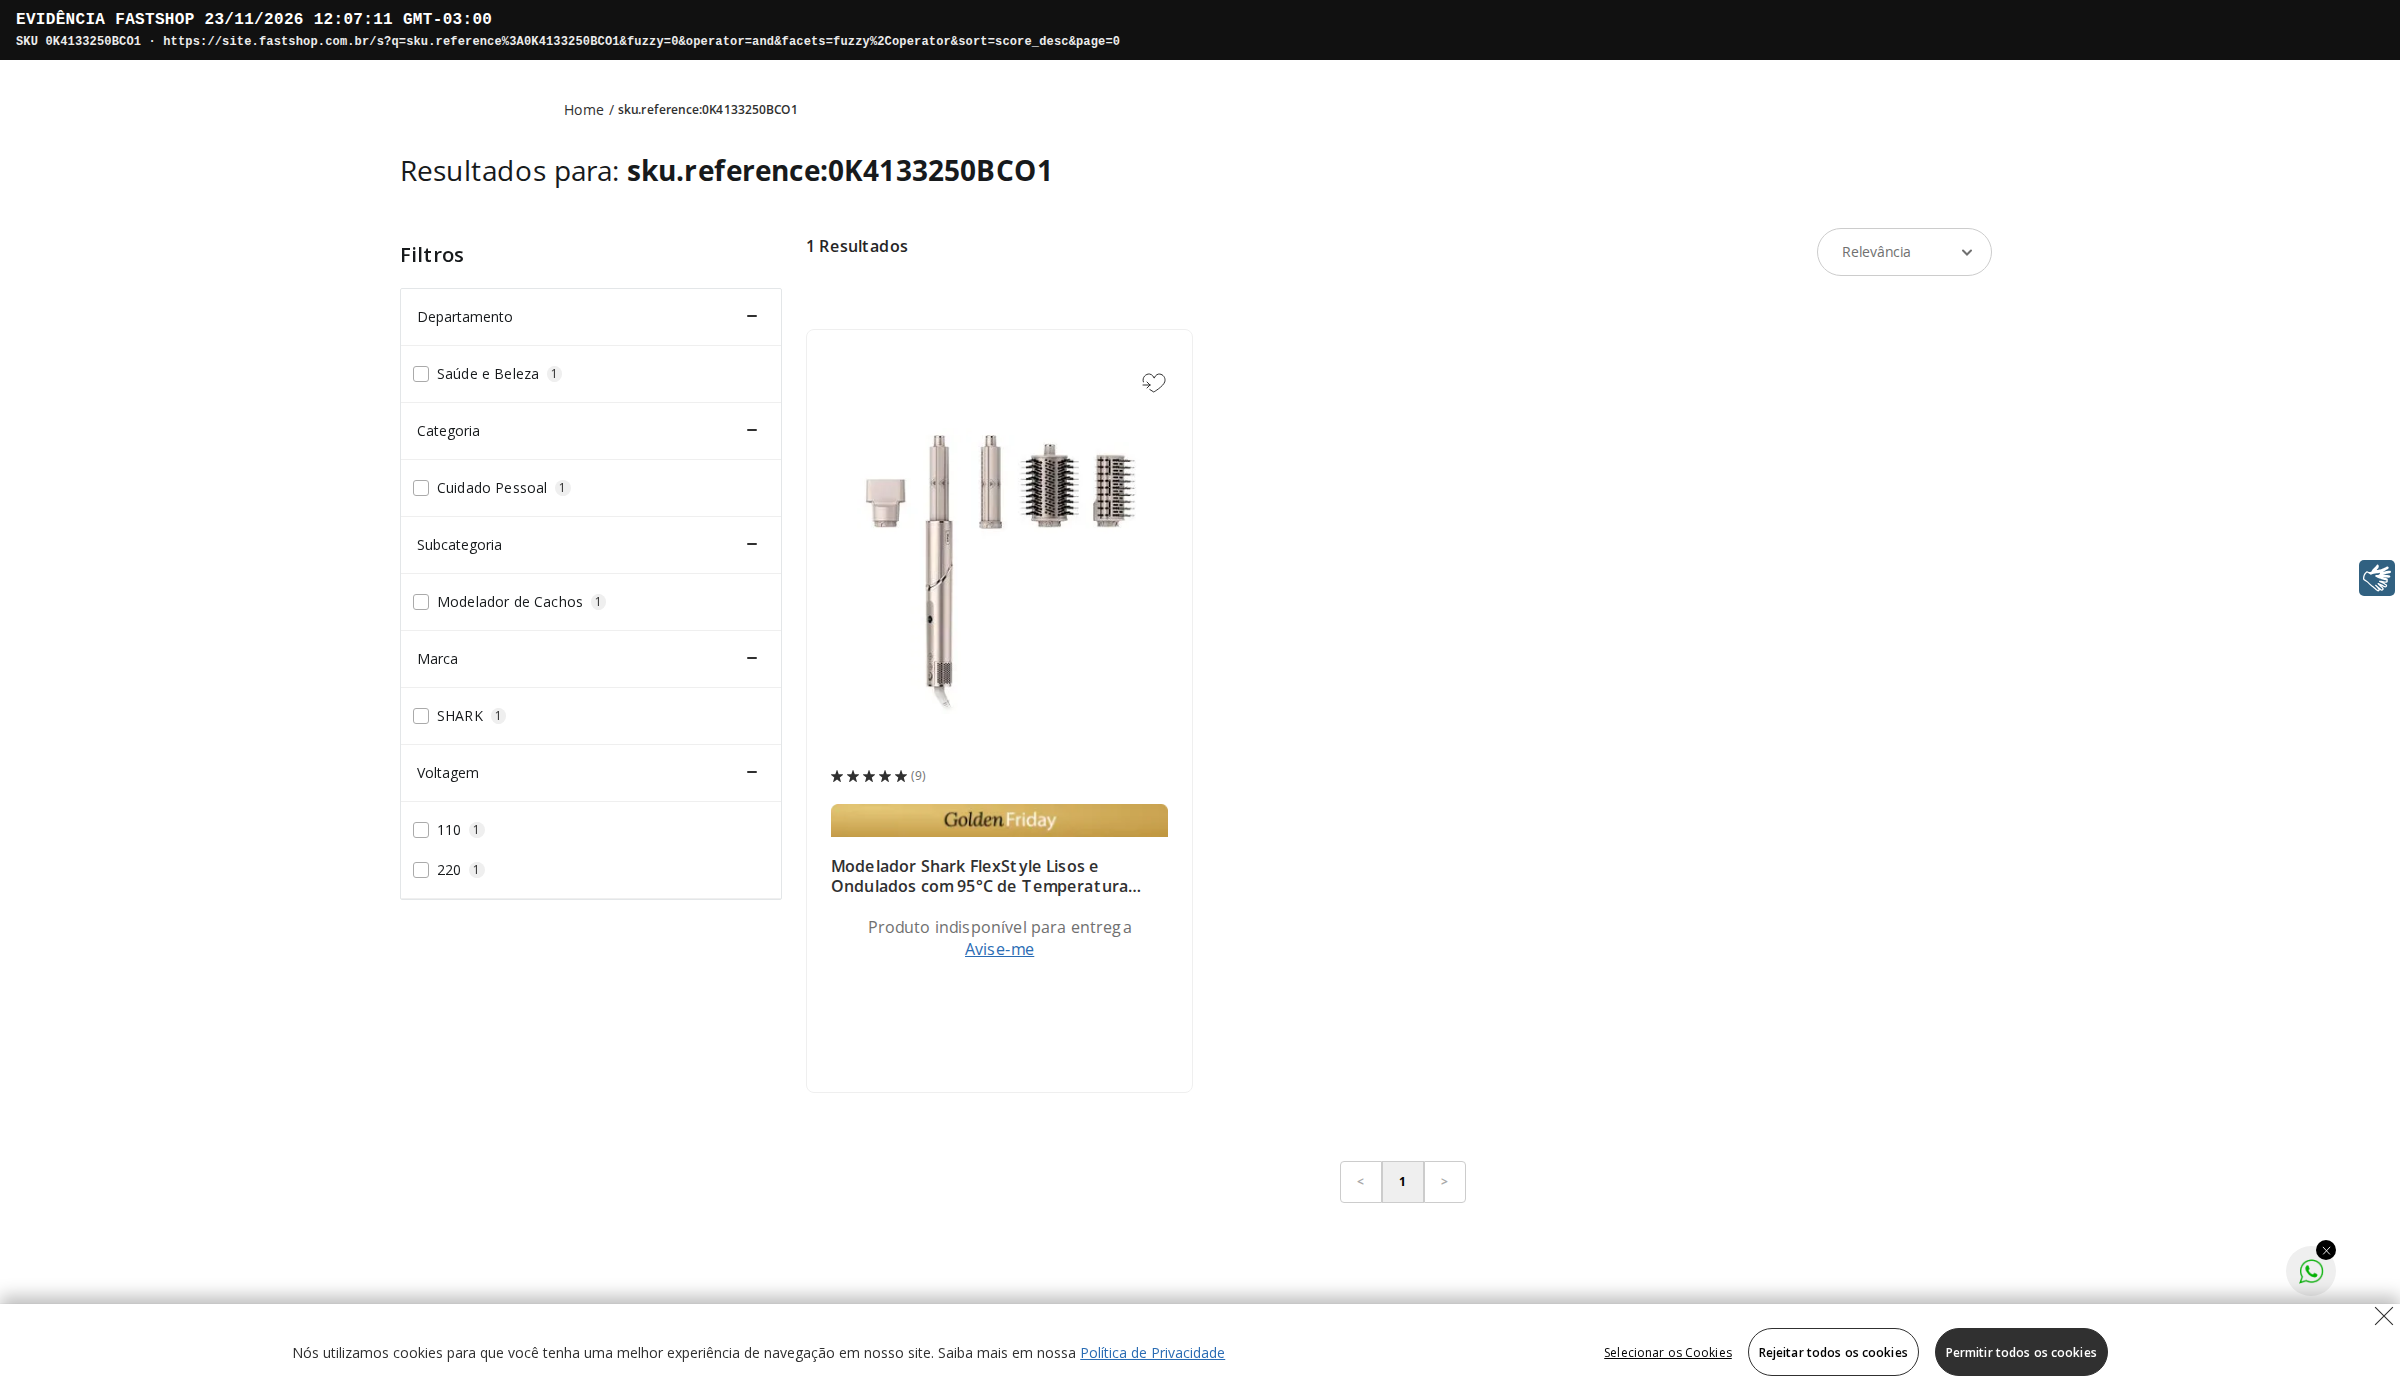 EVIDÊNCIA FASTSHOP 23/11/2026 12:07:11 GMT-03:00
SKU 0K4133250BCO1 · https://site.fastshop.com.br/s?q=sku.reference%3A0K4133250BCO1&fuzzy=0&operator=and&facets=fuzzy%2Coperator&sort=score_desc&page=0
Home / sku.reference:0K4133250BCO1
Resultados para: sku.reference:0K4133250BCO1
Filtros
1 Resultados
Relevância
Departamento
Saúde e Beleza 1
Categoria
Cuidado Pessoal 1
Subcategoria
Modelador de Cachos 1
Marca
SHARK 1
Voltagem
110 1
220 1
(9)
Golden Friday
Modelador Shark FlexStyle Lisos e
Ondulados com 95°C de Temperatura...
Produto indisponível para entrega
Avise-me
< 1 >
Nós utilizamos cookies para que você tenha uma melhor experiência de navegação em nosso site. Saiba mais em nossa Política de Privacidade
Selecionar os Cookies
Rejeitar todos os cookies
Permitir todos os cookies